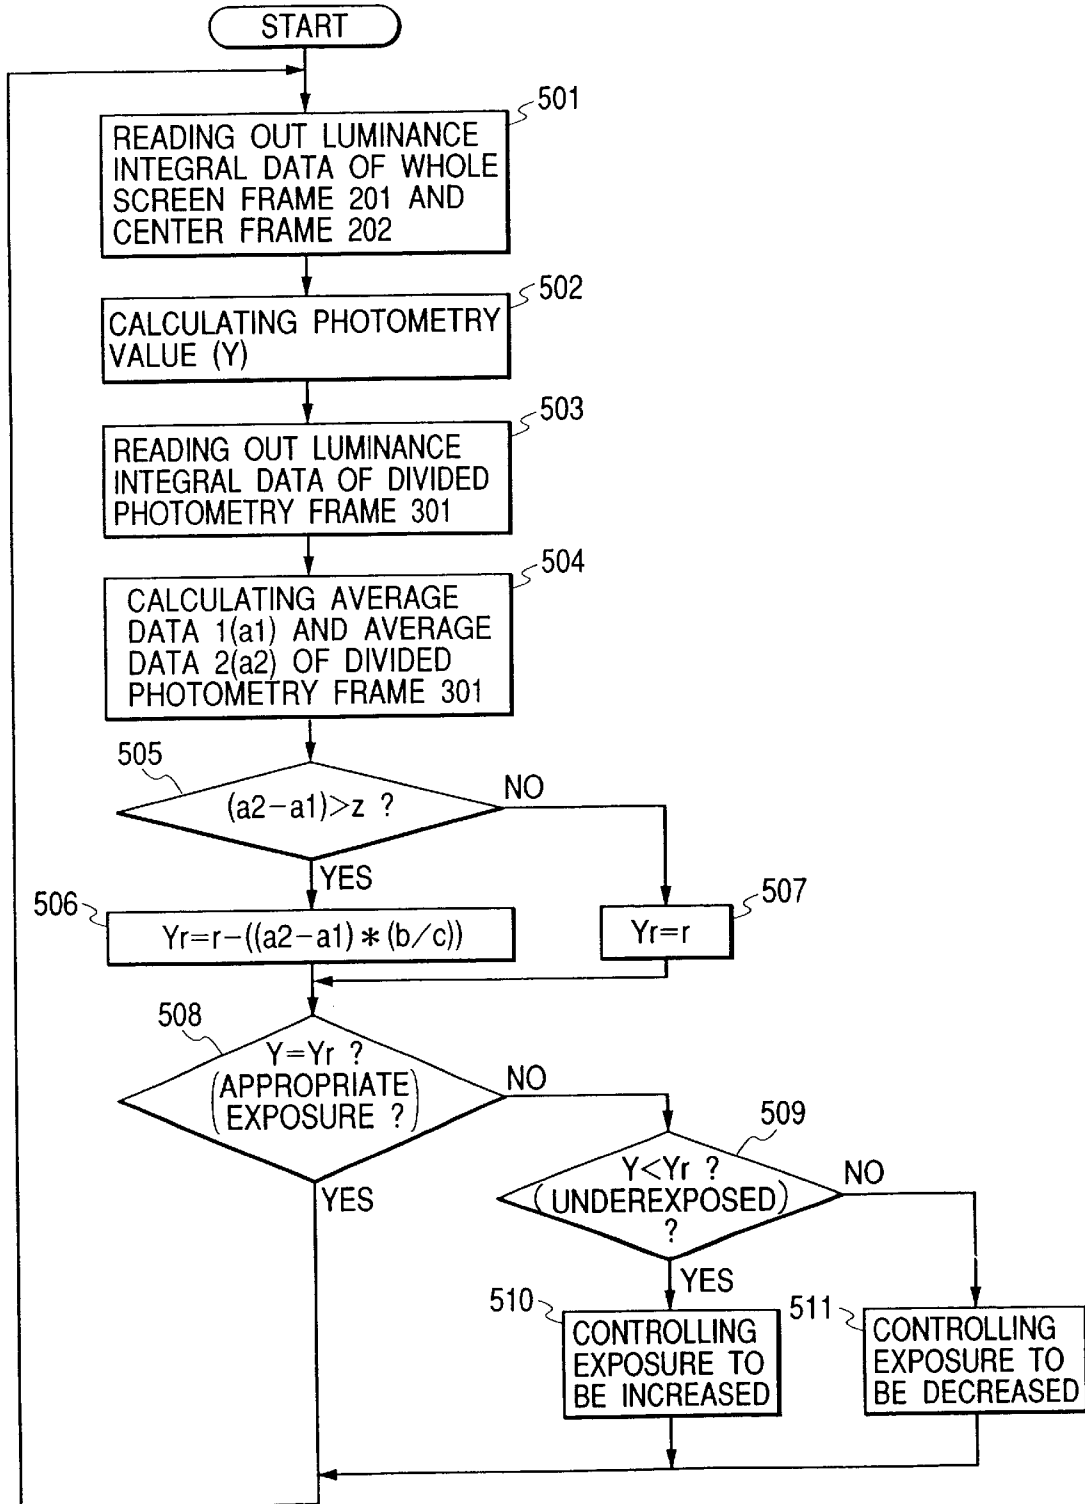 START
501
READING OUT LUMINANCE
INTEGRAL DATA OF WHOLE
SCREEN FRAME 201 AND
CENTER FRAME 202
502
CALCULATING PHOTOMETRY
VALUE (Y)
503
READING OUT LUMINANCE
INTEGRAL DATA OF DIVIDED
PHOTOMETRY FRAME 301
504
CALCULATING AVERAGE
DATA 1(a1) AND AVERAGE
DATA 2(a2) OF DIVIDED
PHOTOMETRY FRAME 301
505
(a2-a1)>z ?
NO
YES
506
Yr=r-((a2-a1)*(b/c))
507
Yr=r
508
Y=Yr ?
(APPROPRIATE
EXPOSURE ?)
NO
YES
509
Y<Yr ?
(UNDEREXPOSED)
?
NO
YES
510
CONTROLLING
EXPOSURE TO
BE INCREASED
511
CONTROLLING
EXPOSURE TO
BE DECREASED